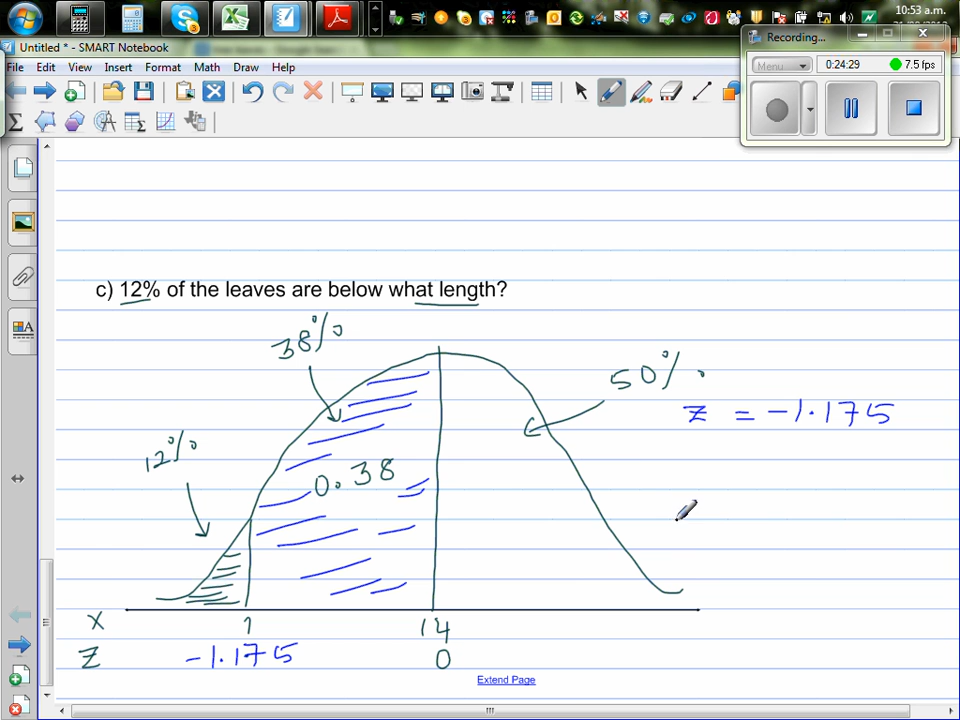 10:53 a.m.
Untitled * - SMART Notebook
Recording...
File Edit View Insert Format Math Draw Help
Menu 0:24:29 7.5 fps
c) 12% of the leaves are below what length?
38%
50%
z = -1.175
12%
0.38
X ? 14
Z -1.175 0
Extend Page